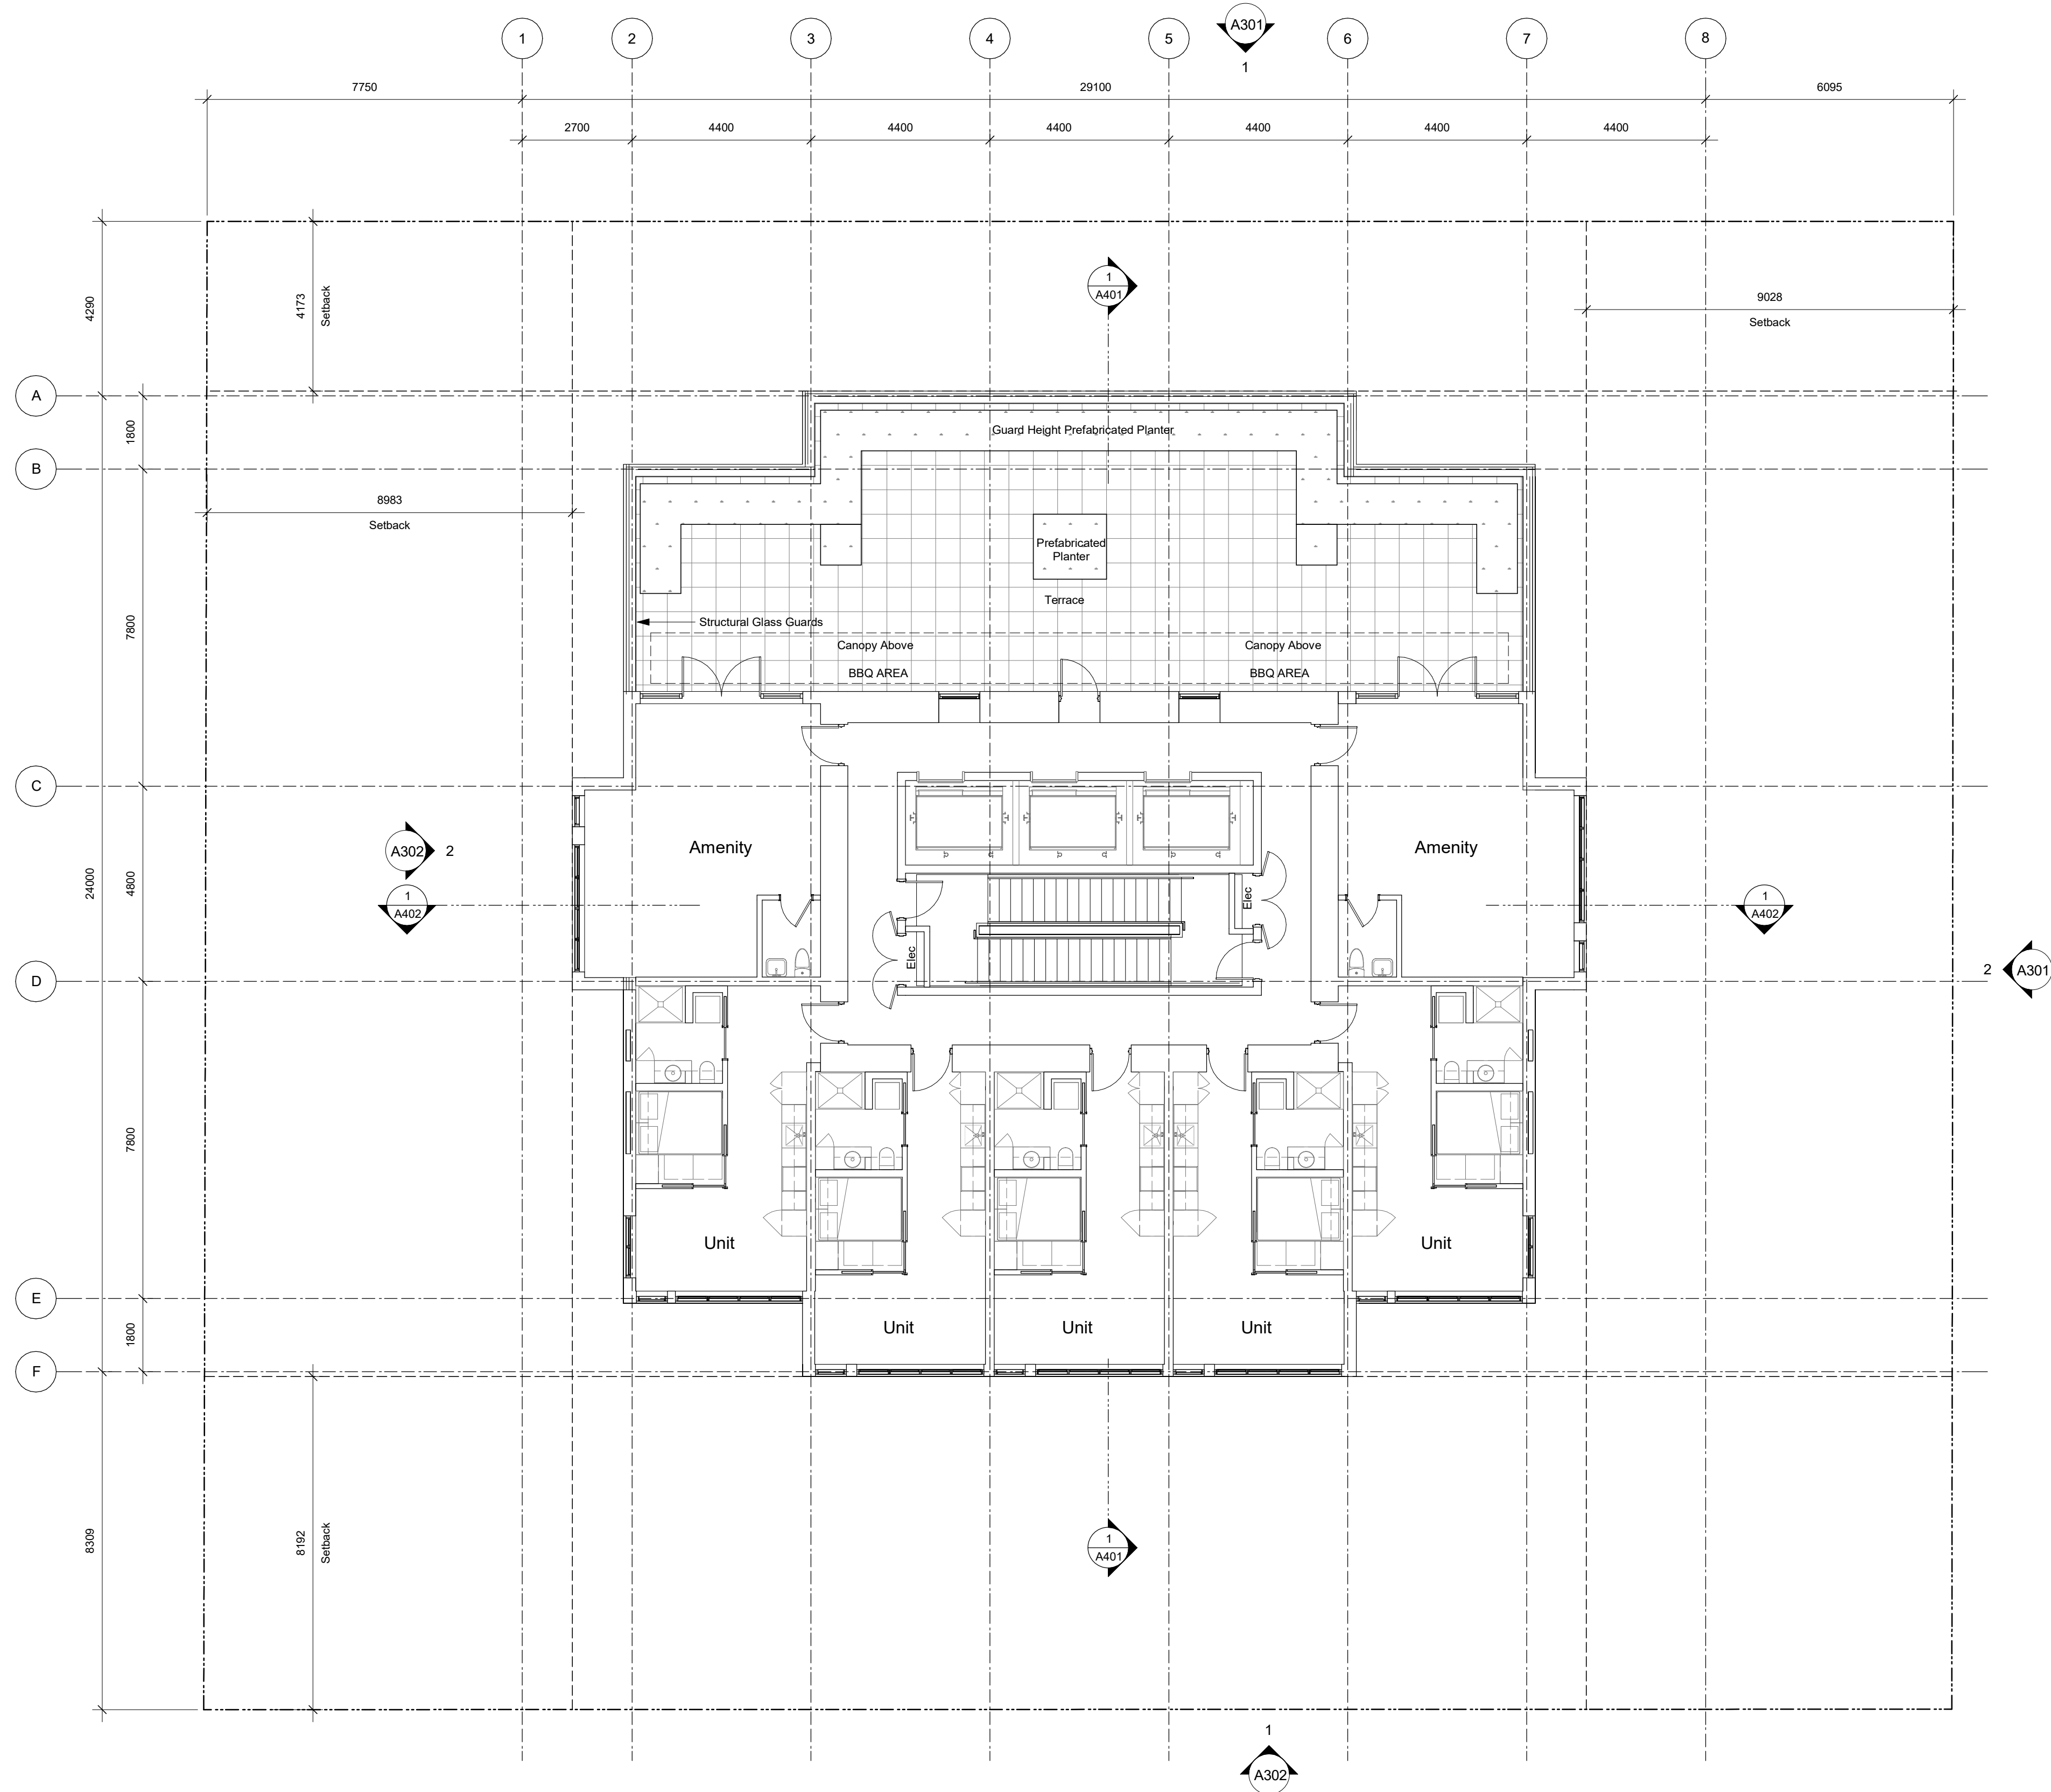 A301
1
1
2
3
4
5
6
7
8
7750
29100
6095
2700
4400
4400
4400
4400
4400
4400
4290
4173
Setback
1
A401
9028
Setback
A
1800
Guard Height Prefabricated Planter
B
8983
Setback
Prefabricated
Planter
Terrace
7800
Structural Glass Guards
Canopy Above
Canopy Above
BBQ AREA
BBQ AREA
C
A302
2
Amenity
Amenity
24000
4800
1
A402
Elec
1
A402
Elec
D
2
A301
7800
Unit
Unit
E
1800
Unit
Unit
Unit
F
8309
8192
Setback
1
A401
1
A302